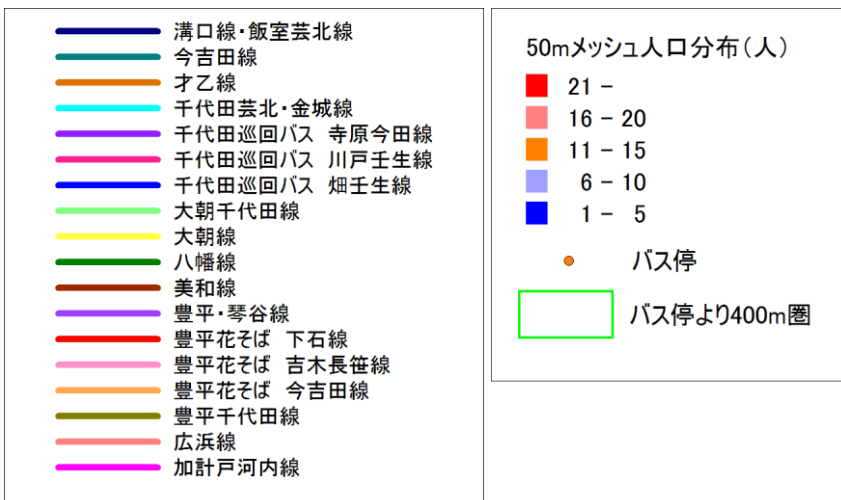 溝口線・飯室芸北線
今吉田線
才乙線
千代田芸北・金城線
千代田巡回バス 寺原今田線
千代田巡回バス 川戸壬生線
千代田巡回バス 畑壬生線
大朝千代田線
大朝線
八幡線
美和線
豊平・琴谷線
豊平花そば 下石線
豊平花そば 吉木長笹線
豊平花そば 今吉田線
豊平千代田線
広浜線
加計戸河内線
50mメッシュ人口分布（人）
21 -
16 - 20
11 - 15
6 - 10
1 - 5
バス停
バス停より400m圏